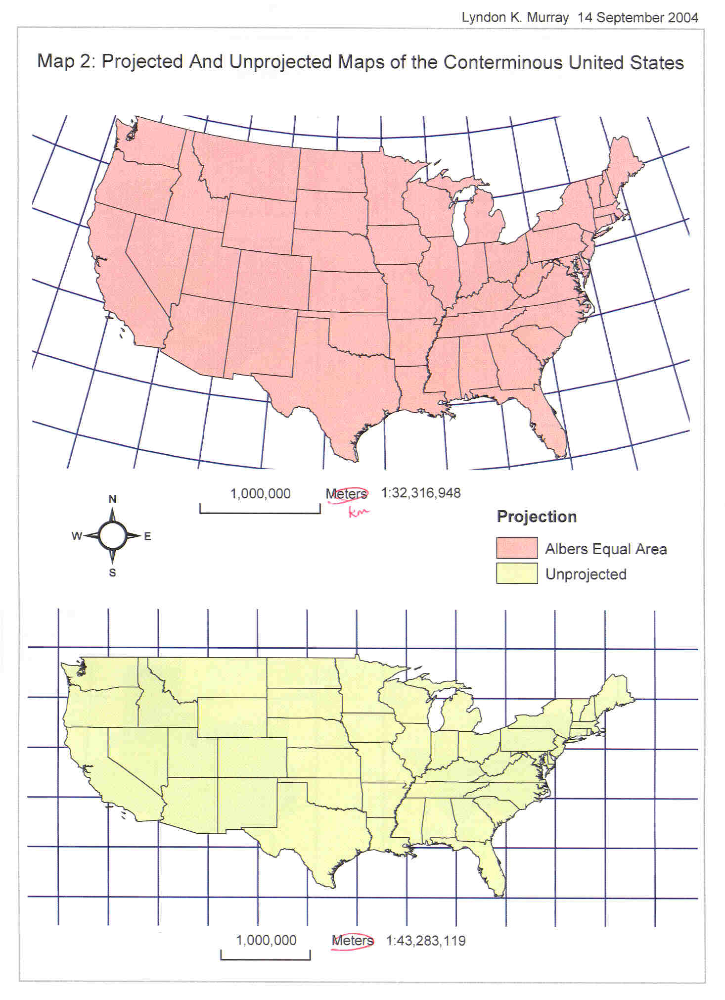 Lyndon K. Murray 14 September 2004
Map 2: Projected And Unprojected Maps of the Conterminous United States
1,000,000 Meters 1:32,316,948
km
N
W E
S
Projection
Albers Equal Area
Unprojected
1,000,000 Meters 1:43,283,119